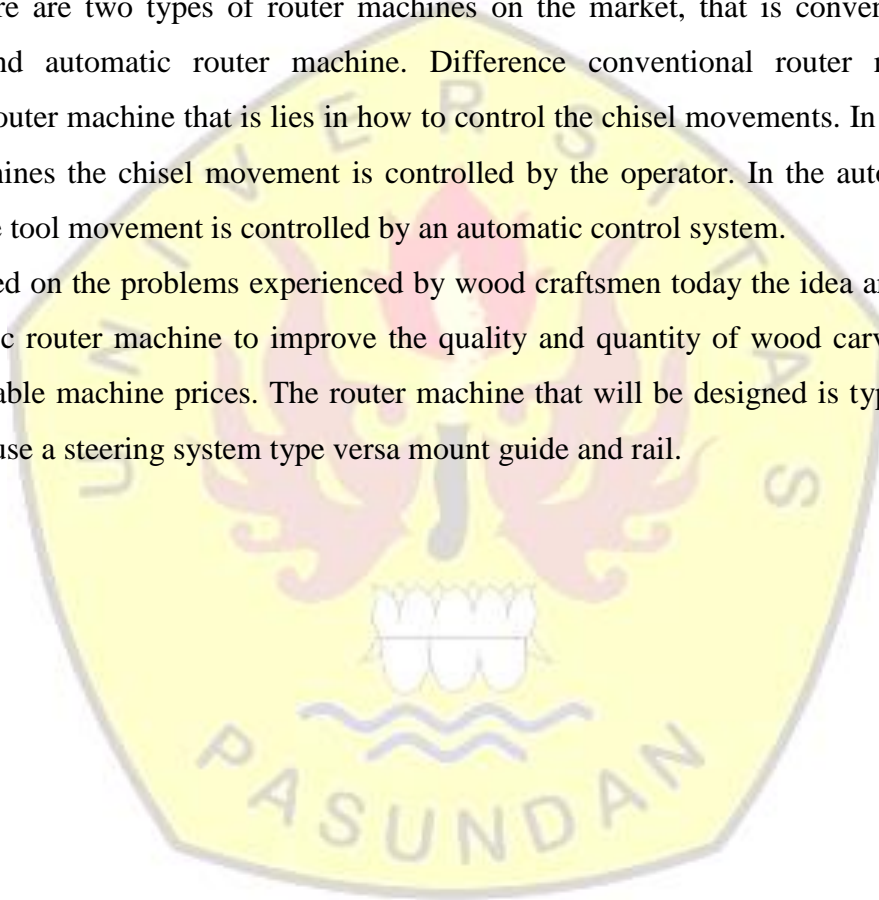 re are two types of router machines on the market, that is conven
nd automatic router machine. Difference conventional router m
outer machine that is lies in how to control the chisel movements. In
ines the chisel movement is controlled by the operator. In the auto
e tool movement is controlled by an automatic control system.
ed on the problems experienced by wood craftsmen today the idea a
c router machine to improve the quality and quantity of wood carv
able machine prices. The router machine that will be designed is typ
use a steering system type versa mount guide and rail.
UNIVERSITAS
PASUNDAN